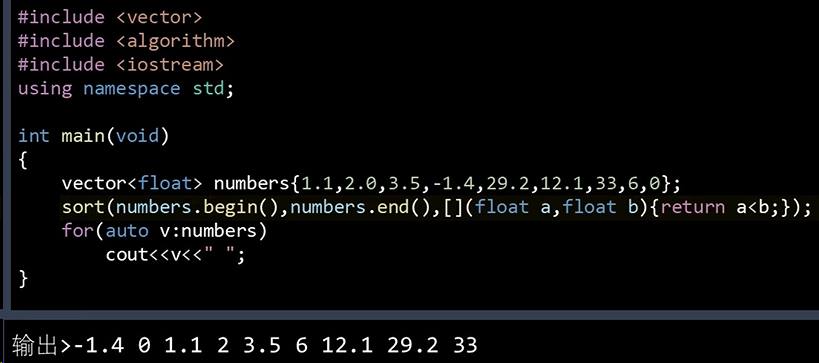 #include <vector>
#include <algorithm>
#include <iostream>
using namespace std;

int main(void)
{
    vector<float> numbers{1.1,2.0,3.5,-1.4,29.2,12.1,33,6,0};
    sort(numbers.begin(),numbers.end(),[](float a,float b){return a<b;});
    for(auto v:numbers)
        cout<<v<<" ";
}
输出>-1.4 0 1.1 2 3.5 6 12.1 29.2 33